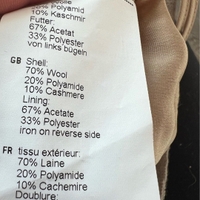 20% Polyamid
10% Kaschmir
Futter:
67% Acetat
33% Polyester
von links bügeln
GB Shell:
70% Wool
20% Polyamide
10% Cashmere
Lining:
67% Acetate
33% Polyester
iron on reverse side
FR tissu extérieur:
70% Laine
20% Polyamide
10% Cachemire
Doublure: